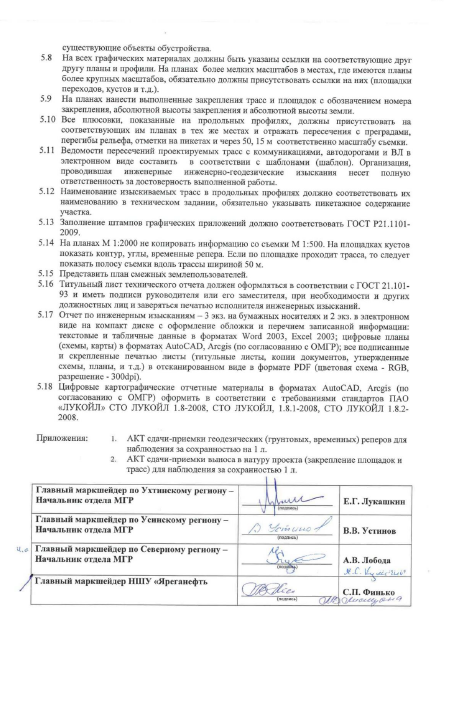 существующие объекты обустройства.
5.8 На всех графических материалах должны быть указаны ссылки на соответствующие друг
другу планы и профили. На планах более мелких масштабов в местах, где имеются планы
более крупных масштабов, обязательно должны присутствовать ссылки на них (площадки
переходов, кустов и т.д.).
5.9 На планах нанести выполненные закрепления трасс и площадок с обозначением номера
закрепления, абсолютной высоты закрепления и абсолютной высоты земли.
5.10 Все плюсовки, показанные на продольных профилях, должны присутствовать на
соответствующих им планах в тех же местах и отражать пересечения с преградами,
перегибы рельефа, отметки на пикетах и через 50, 15 м соответственно масштабу съемки.
5.11 Ведомости пересечений проектируемых трасс с коммуникациями, автодорогами и ВЛ в
электронном виде составить в соответствии с шаблонами (шаблон). Организация,
проводившая инженерные инженерно-геодезические изыскания несет полную
ответственность за достоверность выполненной работы.
5.12 Наименование изыскиваемых трасс в продольных профилях должно соответствовать их
наименованию в техническом задании, обязательно указывать пикетажное содержание
участка.
5.13 Заполнение штампов графических приложений должно соответствовать ГОСТ Р21.1101-
2009.
5.14 На планах М 1:2000 не копировать информацию со съемки М 1:500. На площадках кустов
показать контур, углы, временные репера. Если по площадке проходит трасса, то следует
показать полосу съемки вдоль трассы шириной 50 м.
5.15 Представить план смежных землепользователей.
5.16 Титульный лист технического отчета должен оформляться в соответствии с ГОСТ 21.101-
93 и иметь подписи руководителя или его заместителя, при необходимости и других
должностных лиц и заверяться печатью исполнителя инженерных изысканий.
5.17 Отчет по инженерным изысканиям – 3 экз. на бумажных носителях и 2 экз. в электронном
виде на компакт диске с оформление обложки и перечнем записанной информации:
текстовые и табличные данные в форматах Word 2003, Excel 2003; цифровые планы
(схемы, карты) в форматах AutoCAD, Arcgis (по согласованию с ОМГР); все подписанные
и скрепленные печатью листы (титульные листы, копии документов, утвержденные
схемы, планы, и т.д.) в отсканированном виде в формате PDF (цветовая схема - RGB,
разрешение - 300dpi).
5.18 Цифровые картографические отчетные материалы в форматах AutoCAD, Arcgis (по
согласованию с ОМГР) оформить в соответствии с требованиями стандартов ПАО
«ЛУКОЙЛ» СТО ЛУКОЙЛ 1.8-2008, СТО ЛУКОЙЛ, 1.8.1-2008, СТО ЛУКОЙЛ 1.8.2-
2008.
Приложения: 1. АКТ сдачи-приемки геодезических (грунтовых, временных) реперов для
наблюдения за сохранностью на 1 л.
2. АКТ сдачи-приемки выноса в натуру проекта (закрепление площадок и
трасс) для наблюдения за сохранностью 1 л.
Главный маркшейдер по Ухтинскому региону –
Начальник отдела МГР
(подпись)
Е.Г. Лукашкин
Главный маркшейдер по Усинскому региону –
Начальник отдела МГР
В. Устинов
(подпись)
В.В. Устинов
И.о
Главный маркшейдер по Северному региону –
Начальник отдела МГР
(подпись)
А.В. Лобода
Главный маркшейдер НШУ «Яреганефть
(подпись)
С.П. Финько